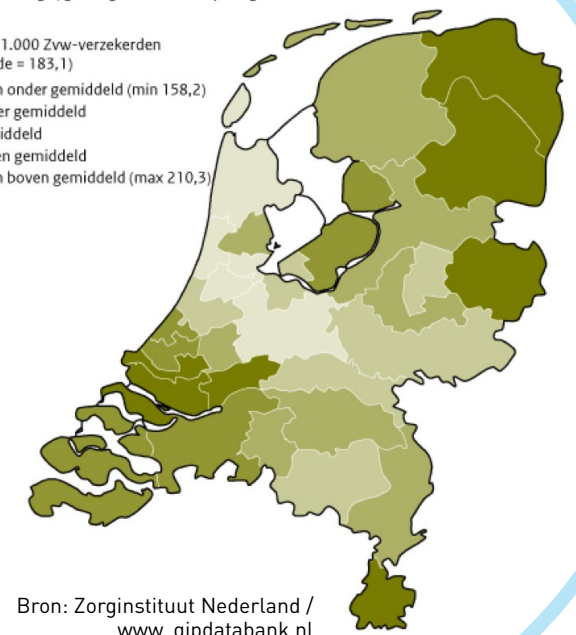 1.000 Zvw-verzekerden
de = 183,1)
n onder gemiddeld (min 158,2)
er gemiddeld
iddeld
en gemiddeld
n boven gemiddeld (max 210,3)
Bron: Zorginstituut Nederland /
www. gipdatabank.nl